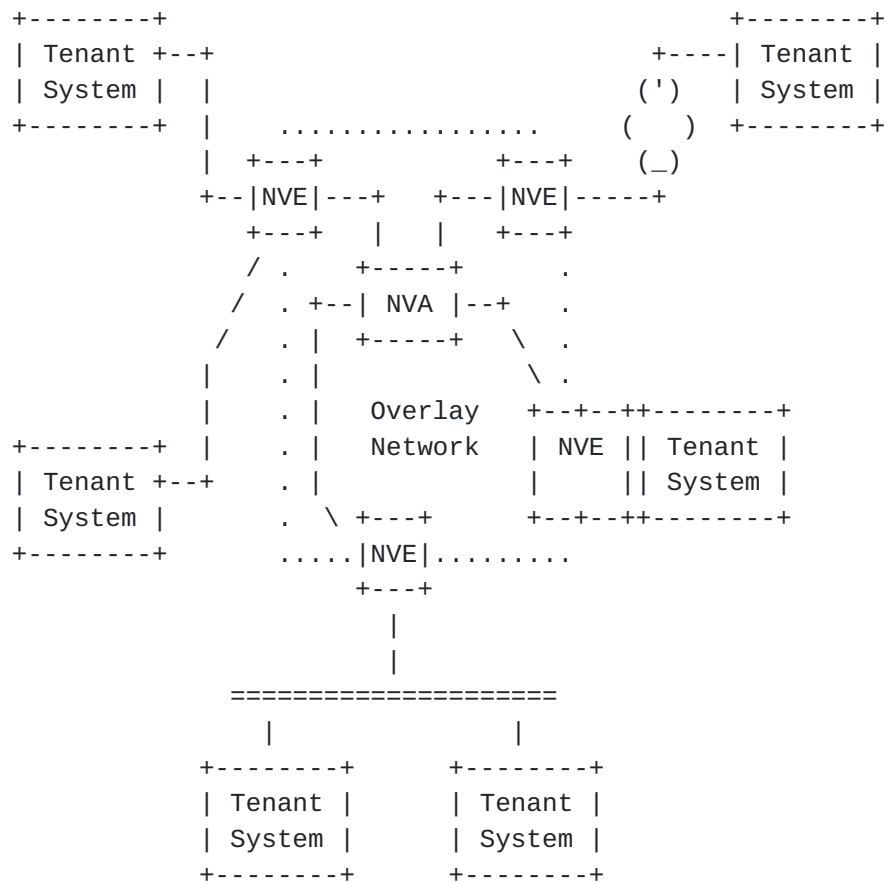 +--------+                                    +--------+
| Tenant +--+                            +----| Tenant |
| System |  |                           (')   | System |
+--------+  |    .................     (   )  +--------+
            |  +---+           +---+    (_)
            +--|NVE|---+   +---|NVE|-----+
               +---+   |   |   +---+
               / .    +-----+      .
              /  . +--| NVA |--+   .
             /   . |  +-----+   \  .
            |    . |             \ .
            |    . |   Overlay   +--+--++--------+
+--------+  |    . |   Network   | NVE || Tenant |
| Tenant +--+    . |             |     || System |
| System |       .  \ +---+      +--+--++--------+
+--------+       .....|NVE|.........
                      +---+
                        |
                        |
              =====================
                |               |
            +--------+      +--------+
            | Tenant |      | Tenant |
            | System |      | System |
            +--------+      +--------+